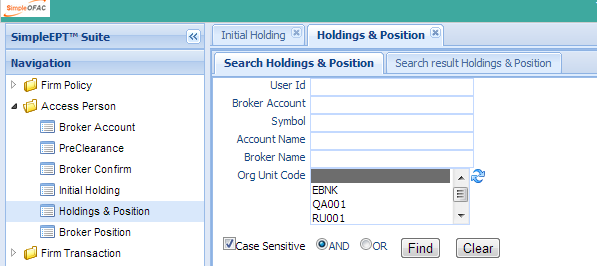 SimpleOFAC
SimpleEPT™ Suite
Navigation
Firm Policy
Access Person
Broker Account
PreClearance
Broker Confirm
Initial Holding
Holdings & Position
Broker Position
Firm Transaction
Initial Holding
Holdings & Position
Search Holdings & Position
Search result Holdings & Position
User Id
Broker Account
Symbol
Account Name
Broker Name
Org Unit Code
EBNK
QA001
RU001
Case Sensitive
AND
OR
Find
Clear